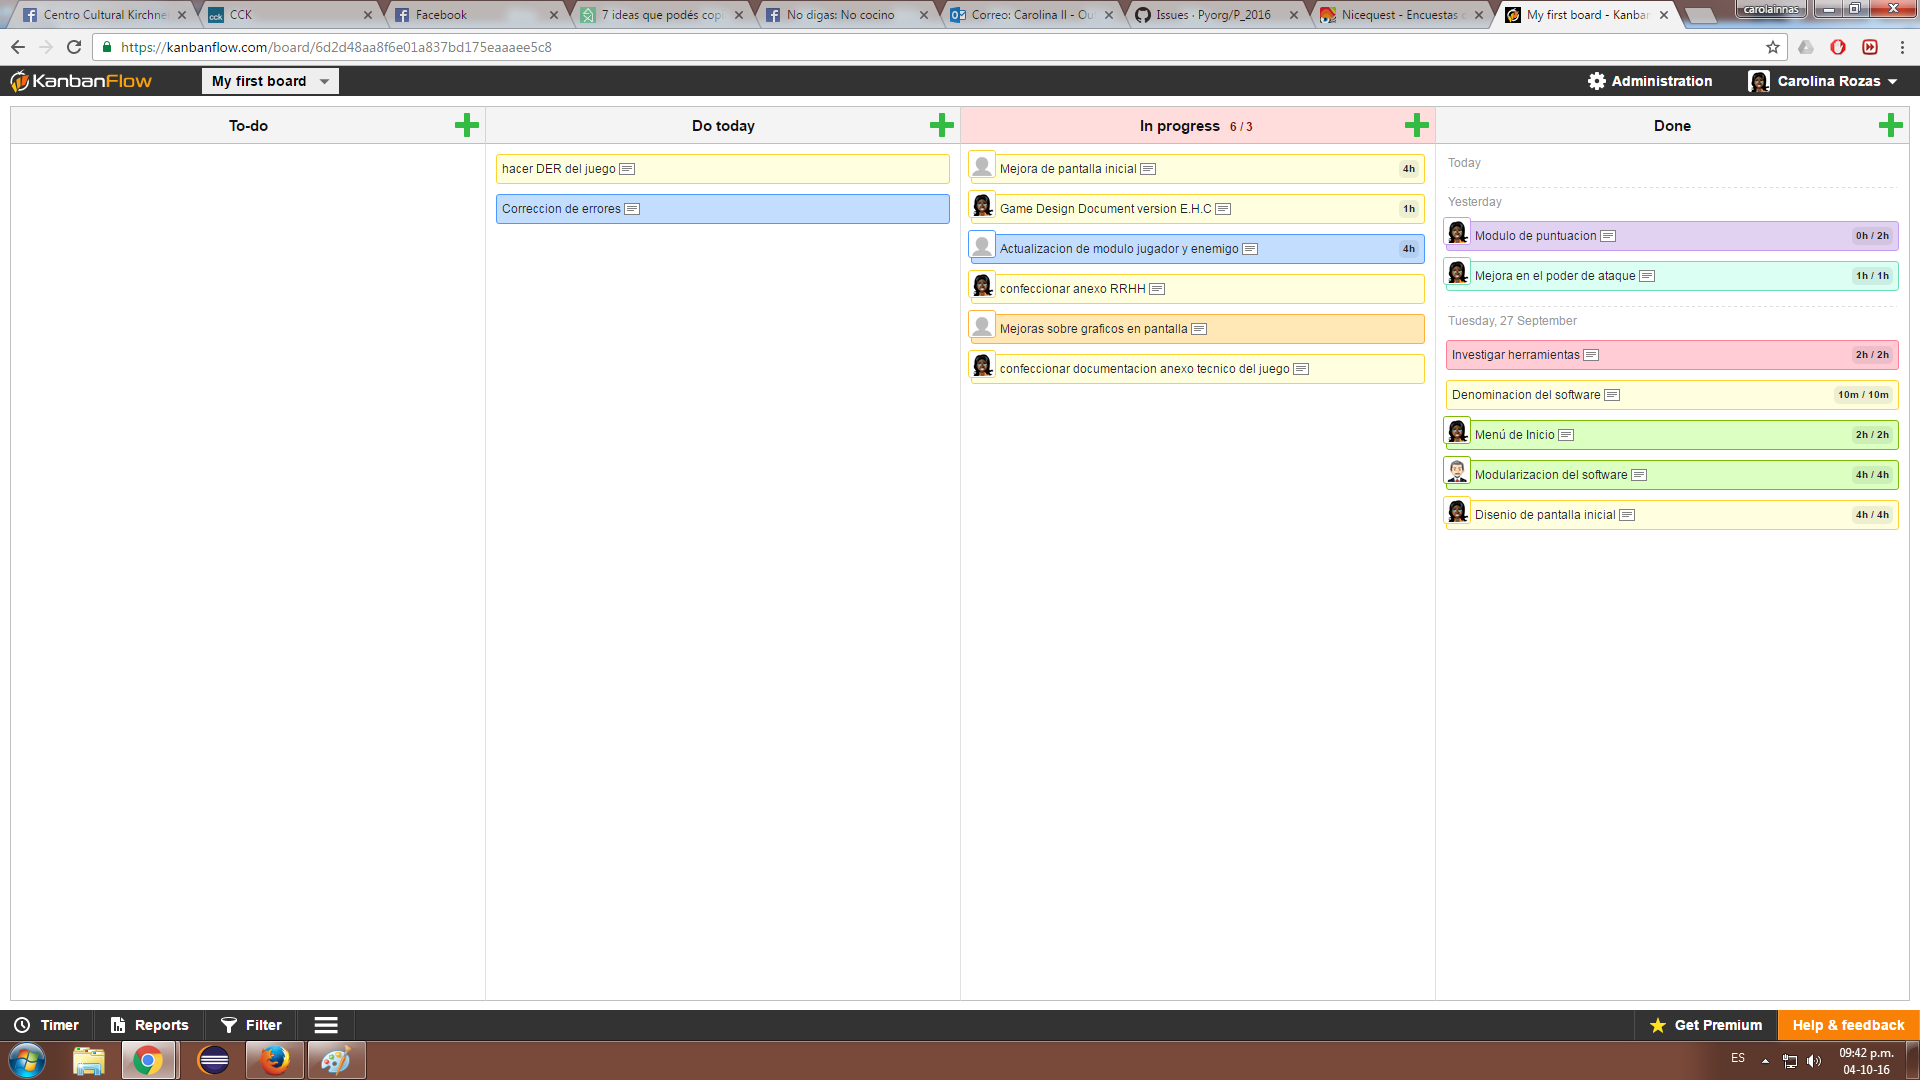 Centro Cultural Kirchne
CCK
Facebook
7 ideas que podés cop
No digas: No cocino
Correo: Carolina II - Ou
Issues · Pyorg/P_2016
Nicequest - Encuestas
My first board - Kanban
carolainnas
https://kanbanflow.com/board/6d2d48aa8f6e01a837bd175eaaaee5c8
KanbanFlow
My first board
Administration
Carolina Rozas
To-do
Do today
In progress 6 / 3
Done
hacer DER del juego
Correccion de errores
Mejora de pantalla inicial 4h
Game Design Document version E.H.C 1h
Actualizacion de modulo jugador y enemigo 4h
confeccionar anexo RRHH
Mejoras sobre graficos en pantalla
confeccionar documentacion anexo tecnico del juego
Today
Yesterday
Modulo de puntuacion 0h / 2h
Mejora en el poder de ataque 1h / 1h
Tuesday, 27 September
Investigar herramientas 2h / 2h
Denominacion del software 10m / 10m
Menú de Inicio 2h / 2h
Modularizacion del software 4h / 4h
Disenio de pantalla inicial 4h / 4h
Timer
Reports
Filter
Get Premium
Help & feedback
ES
09:42 p.m.
04-10-16